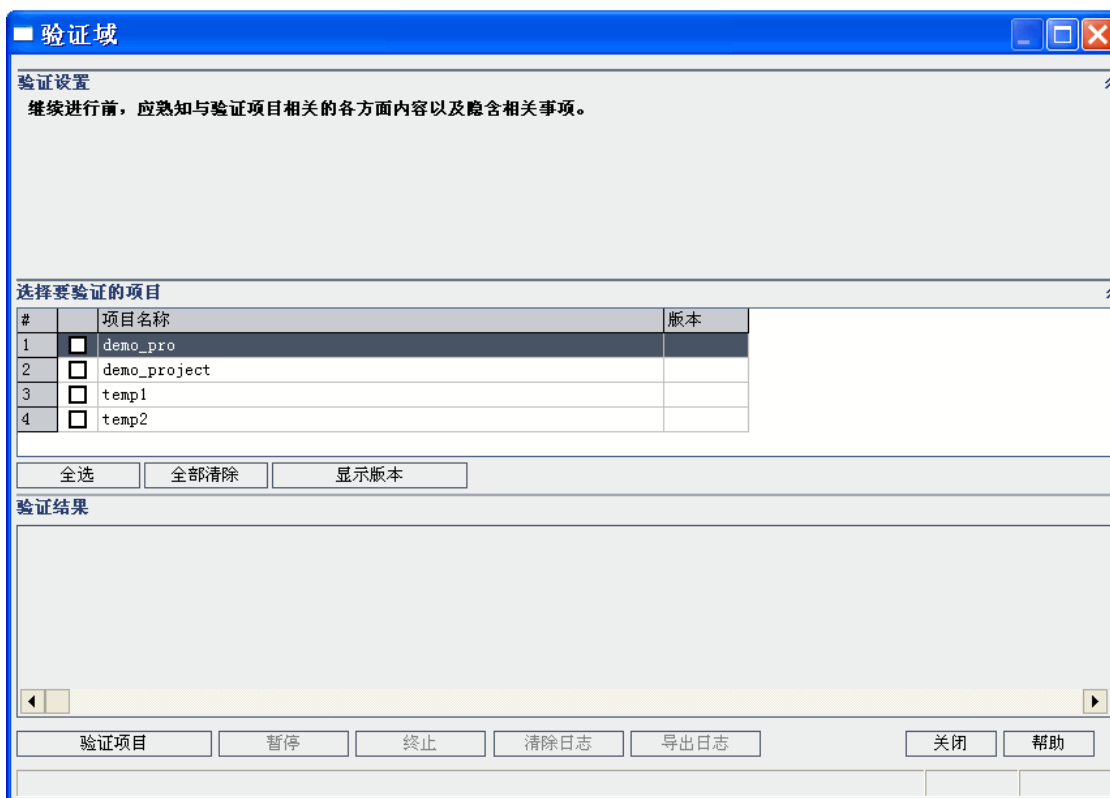 验证域
验证设置
继续进行前，应熟知与验证项目相关的各方面内容以及隐含相关事项。
选择要验证的项目
# 项目名称 版本
1 demo_pro
2 demo_project
3 temp1
4 temp2
全选 全部清除 显示版本
验证结果
验证项目 暂停 终止 清除日志 导出日志 关闭 帮助